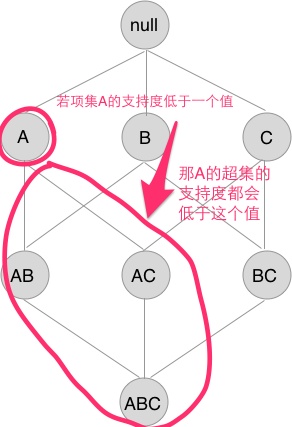 null
若项集A的支持度低于一个值
A
B
C
那A的超集的
支持度都会
低于这个值
AB
AC
BC
ABC